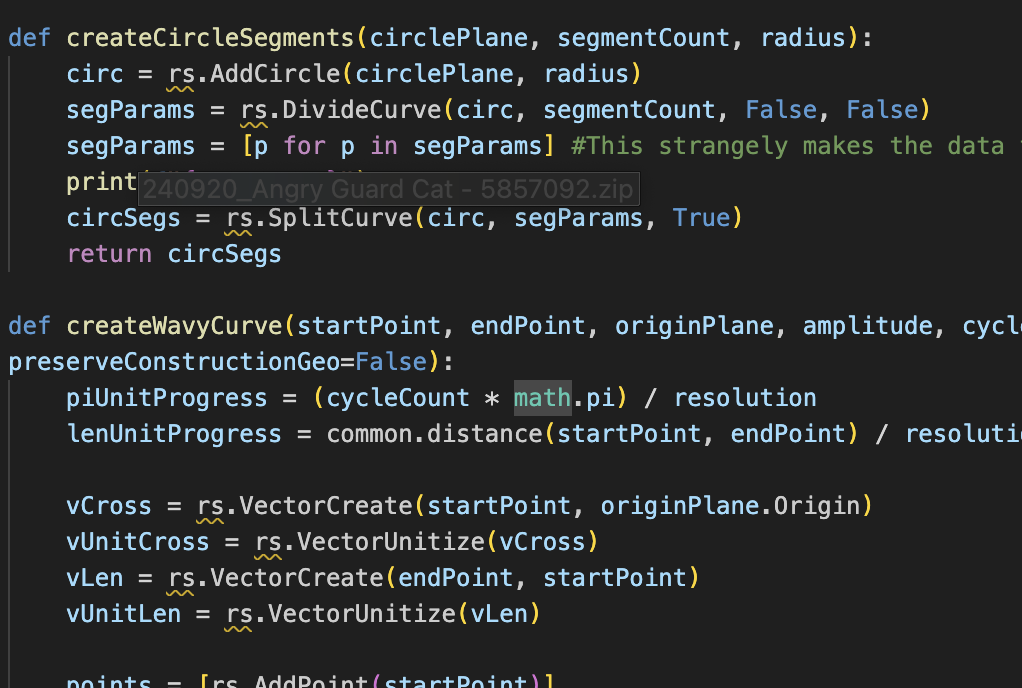 def createCircleSegments(circlePlane, segmentCount, radius):
circ = rs.AddCircle(circlePlane, radius)
segParams = rs.DivideCurve(circ, segmentCount, False, False)
segParams = [p for p in segParams] #This strangely makes the data
print
240920_Angry Guard Cat - 5857092.zip
circSegs = rs.SplitCurve(circ, segParams, True)
return circSegs
def createWavyCurve(startPoint, endPoint, originPlane, amplitude, cycl
preserveConstructionGeo=False):
piUnitProgress = (cycleCount * math.pi) / resolution
lenUnitProgress = common.distance(startPoint, endPoint) / resoluti
vCross = rs.VectorCreate(startPoint, originPlane.Origin)
vUnitCross = rs.VectorUnitize(vCross)
vLen = rs.VectorCreate(endPoint, startPoint)
vUnitLen = rs.VectorUnitize(vLen)
points = [rs.AddPoint(startPoint)]